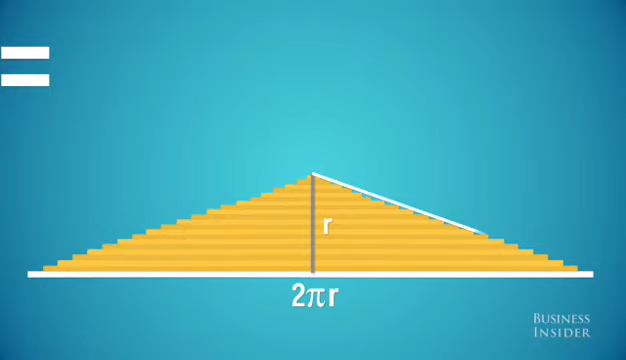 =
r
2πr
BUSINESS
INSIDER